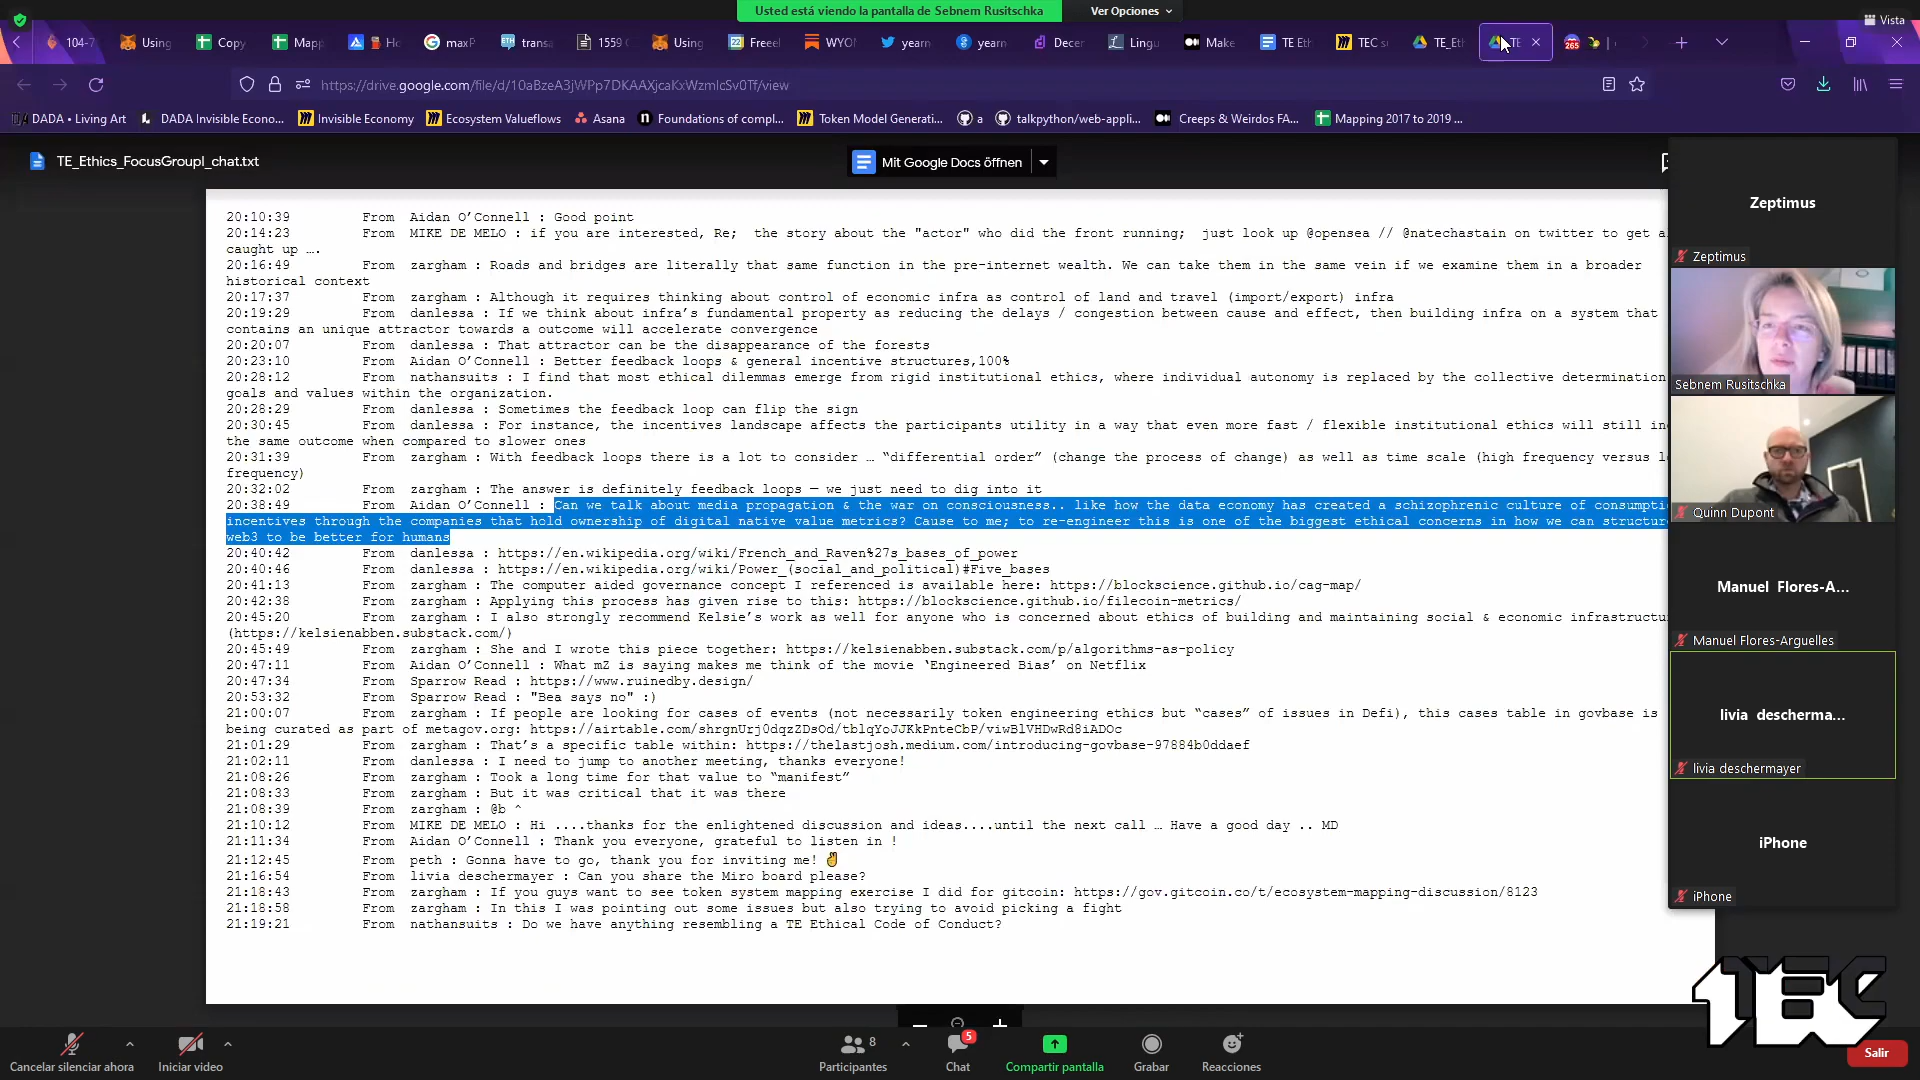 Usted está viendo la pantalla de Sebnem Rusitschka
Ver Opciones
Vista
104-7
Using
Copy
Mapp
Ho
maxP
transa
1559
Using
Freeel
WYO
yearn
yearn
Decer
Lingu
Make
TE Eth
TEC s
TE_Eth
TE
265
https://drive.google.com/file/d/10aBzeA3jWPp7DKAAXjcaKxWzmIcSv0Tf/view
DADA • Living Art
DADA Invisible Econo...
Invisible Economy
Ecosystem Valueflows
Asana
Foundations of compl...
Token Model Generati...
a
talkpython/web-appli...
Creeps & Weirdos FA...
Mapping 2017 to 2019 ...
TE_Ethics_FocusGroupI_chat.txt
Mit Google Docs öffnen
20:10:39 From Aidan O’Connell : Good point
20:14:23 From MIKE DE MELO : if you are interested, Re; the story about the "actor" who did the front running; just look up @opensea // @natechastain on twitter to get a
caught up ….
20:16:49 From zargham : Roads and bridges are literally that same function in the pre-internet wealth. We can take them in the same vein if we examine them in a broader
historical context
20:17:37 From zargham : Although it requires thinking about control of economic infra as control of land and travel (import/export) infra
20:19:29 From danlessa : If we think about infra’s fundamental property as reducing the delays / congestion between cause and effect, then building infra on a system that
contains an unique attractor towards a outcome will accelerate convergence
20:20:07 From danlessa : That attractor can be the disappearance of the forests
20:23:10 From Aidan O’Connell : Better feedback loops & general incentive structures,100%
20:28:12 From nathansuits : I find that most ethical dilemmas emerge from rigid institutional ethics, where individual autonomy is replaced by the collective determination
goals and values within the organization.
20:28:29 From danlessa : Sometimes the feedback loop can flip the sign
20:30:45 From danlessa : For instance, the incentives landscape affects the participants utility in a way that even more fast / flexible institutional ethics will still in
the same outcome when compared to slower ones
20:31:39 From zargham : With feedback loops there is a lot to consider … “differential order” (change the process of change) as well as time scale (high frequency versus l
frequency)
20:32:02 From zargham : The answer is definitely feedback loops — we just need to dig into it
20:38:49 From Aidan O’Connell : Can we talk about media propagation & the war on consciousness.. like how the data economy has created a schizophrenic culture of consumpti
incentives through the companies that hold ownership of digital native value metrics? Cause to me; to re-engineer this is one of the biggest ethical concerns in how we can structur
web3 to be better for humans
20:40:42 From danlessa : https://en.wikipedia.org/wiki/French_and_Raven%27s_bases_of_power
20:40:46 From danlessa : https://en.wikipedia.org/wiki/Power_(social_and_political)#Five_bases
20:41:13 From zargham : The computer aided governance concept I referenced is available here: https://blockscience.github.io/cag-map/
20:42:38 From zargham : Applying this process has given rise to this: https://blockscience.github.io/filecoin-metrics/
20:45:20 From zargham : I also strongly recommend Kelsie’s work as well for anyone who is concerned about ethics of building and maintaining social & economic infrastructu
(https://kelsienabben.substack.com/)
20:45:49 From zargham : She and I wrote this piece together: https://kelsienabben.substack.com/p/algorithms-as-policy
20:47:11 From Aidan O’Connell : What mZ is saying makes me think of the movie ‘Engineered Bias’ on Netflix
20:47:34 From Sparrow Read : https://www.ruinedby.design/
20:53:32 From Sparrow Read : "Bea says no" :)
21:00:07 From zargham : If people are looking for cases of events (not necessarily token engineering ethics but “cases” of issues in Defi), this cases table in govbase is
being curated as part of metagov.org: https://airtable.com/shrgnUrj0dqzZDsOd/tblqYoJJKkPnteCbP/viwBlVHDwRd8iADOc
21:01:29 From zargham : That’s a specific table within: https://thelastjosh.medium.com/introducing-govbase-97884b0ddaef
21:02:11 From danlessa : I need to jump to another meeting, thanks everyone!
21:08:26 From zargham : Took a long time for that value to “manifest”
21:08:33 From zargham : But it was critical that it was there
21:08:39 From zargham : @b ^
21:10:12 From MIKE DE MELO : Hi ....thanks for the enlightened discussion and ideas....until the next call … Have a good day .. MD
21:11:34 From Aidan O’Connell : Thank you everyone, grateful to listen in !
21:12:45 From peth : Gonna have to go, thank you for inviting me! ✌
21:16:54 From livia deschermayer : Can you share the Miro board please?
21:18:43 From zargham : If you guys want to see token system mapping exercise I did for gitcoin: https://gov.gitcoin.co/t/ecosystem-mapping-discussion/8123
21:18:58 From zargham : In this I was pointing out some issues but also trying to avoid picking a fight
21:19:21 From nathansuits : Do we have anything resembling a TE Ethical Code of Conduct?
Zeptimus
Zeptimus
Sebnem Rusitschka
Quinn Dupont
Manuel Flores-A...
Manuel Flores-Arguelles
livia descherma...
livia deschermayer
iPhone
iPhone
TEC
Cancelar silenciar ahora
Iniciar video
Participantes
8
Chat
5
Compartir pantalla
Grabar
Reacciones
Salir